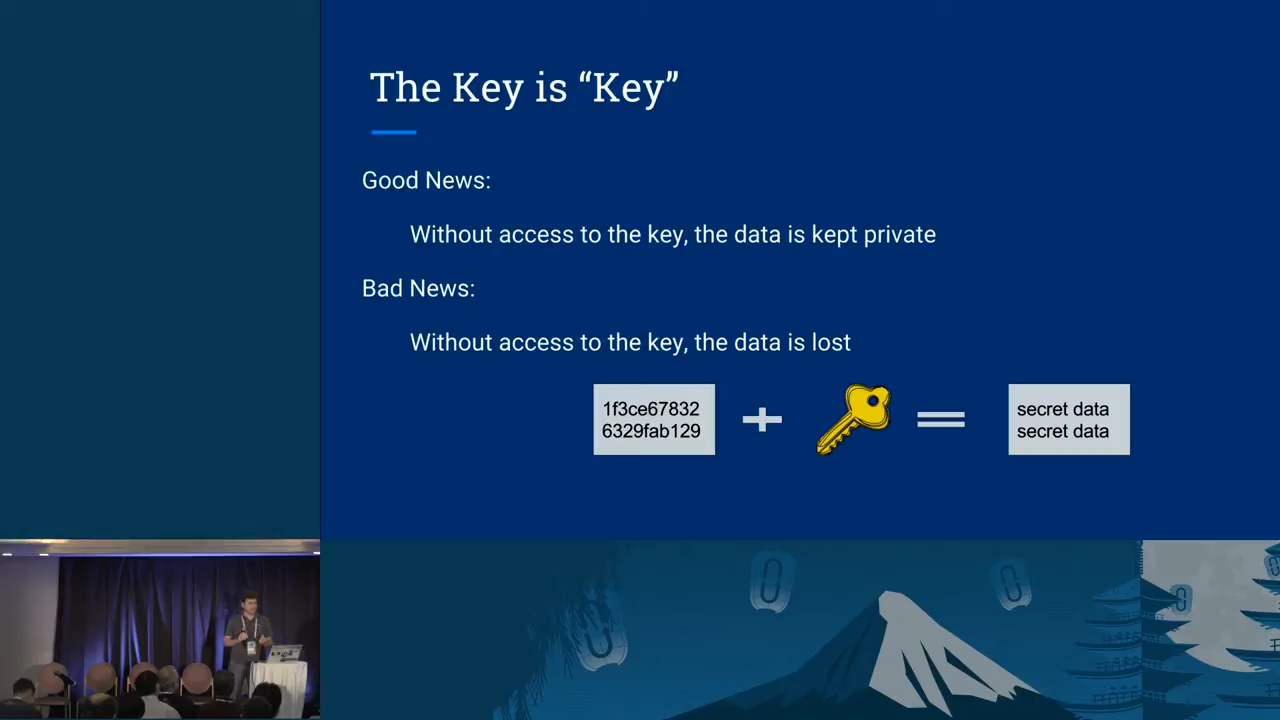 The Key is “Key”
Good News:
Without access to the key, the data is kept private
Bad News:
Without access to the key, the data is lost
1f3ce67832
6329fab129
secret data
secret data